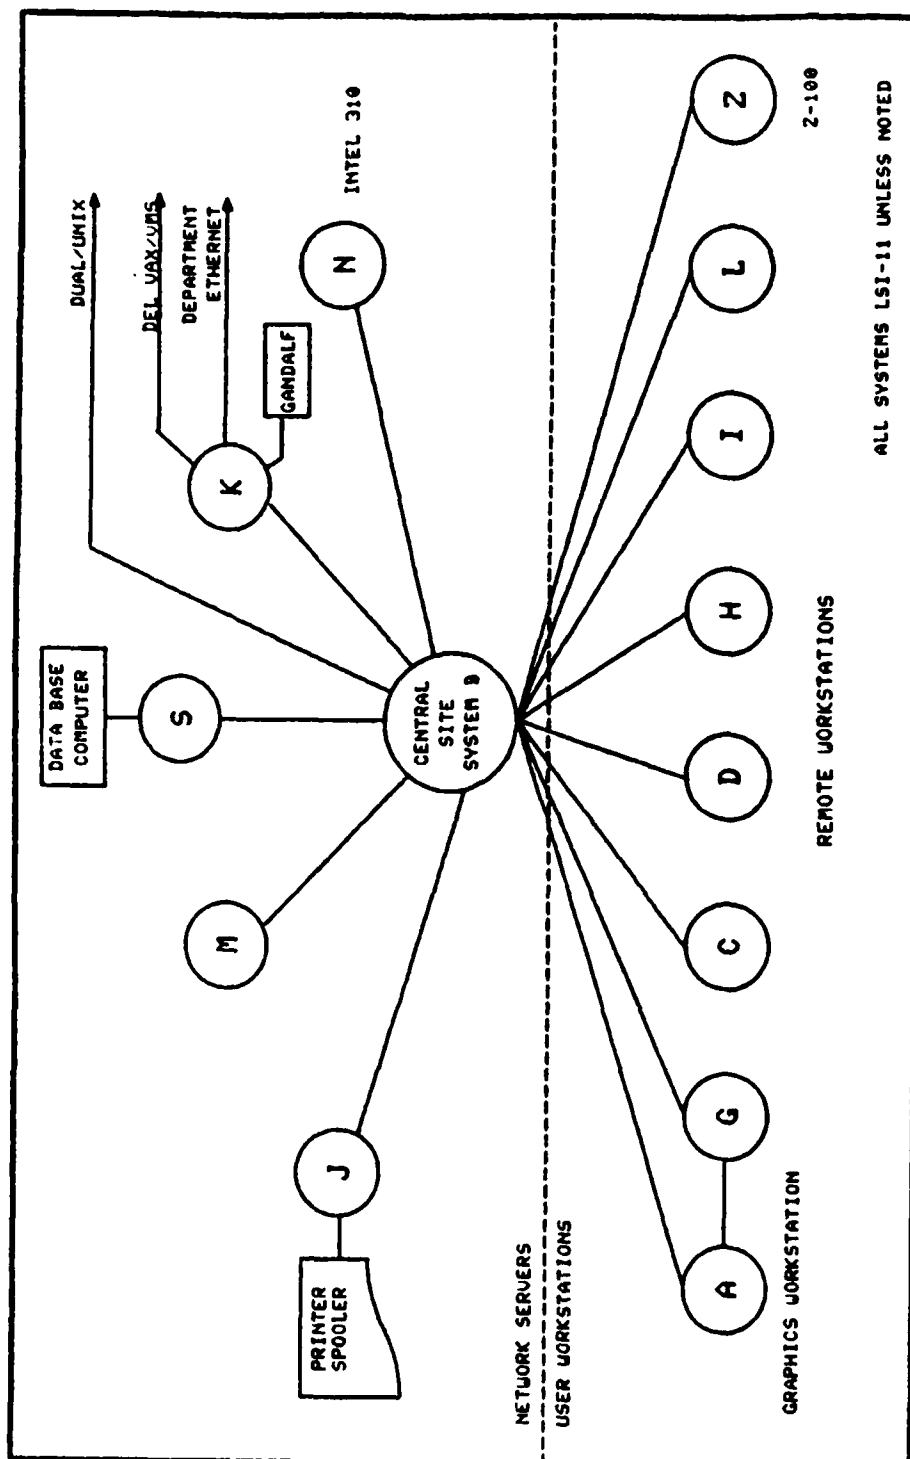 DUAL/UNIX
DEL VAX/VMS
DEPARTMENT
ETHERNET
GANDALF
INTEL 310
N
K
DATA BASE
COMPUTER
S
M
J
PRINTER
SPOOLER
CENTRAL
SITE
SYSTEM B
NETWORK SERVERS
USER WORKSTATIONS
A
G
C
D
H
I
L
Z
Z-100
GRAPHICS WORKSTATION
REMOTE WORKSTATIONS
ALL SYSTEMS LSI-11 UNLESS NOTED